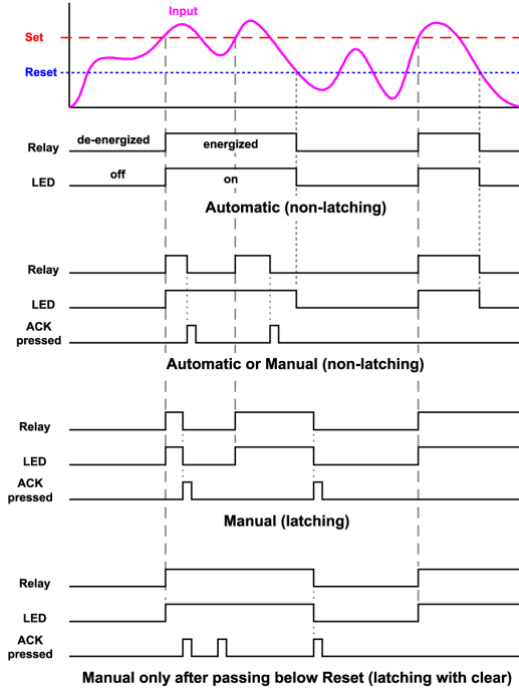 Input
Set
Reset
de-energized energized
Relay
off on
LED
Automatic (non-latching)
Relay
LED
ACK
pressed
Automatic or Manual (non-latching)
Relay
LED
ACK
pressed
Manual (latching)
Relay
LED
ACK
pressed
Manual only after passing below Reset (latching with clear)